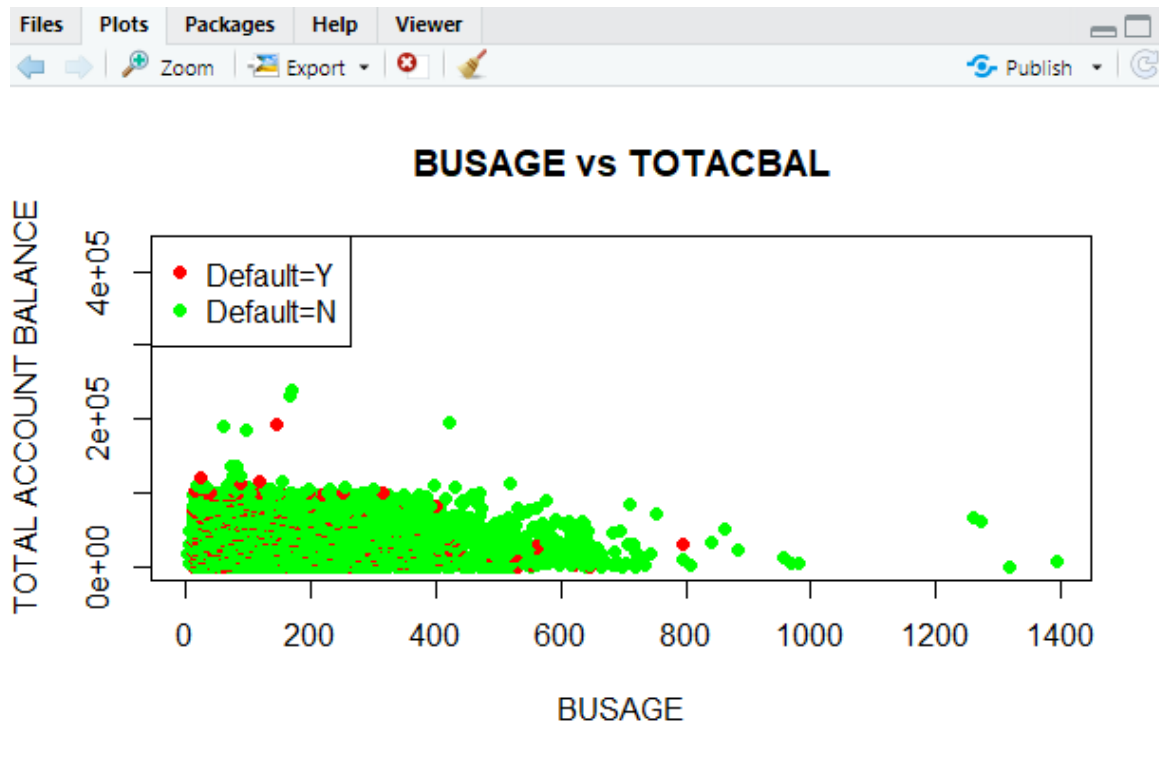 Files Plots Packages Help Viewer
Zoom Export Publish
BUSAGE vs TOTACBAL
TOTAL ACCOUNT BALANCE
4e+05
2e+05
0e+00
Default=Y
Default=N
0 200 400 600 800 1000 1200 1400
BUSAGE